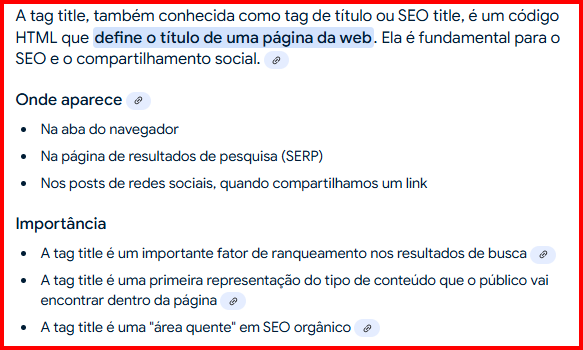 A tag title, também conhecida como tag de título ou SEO title, é um código
HTML que define o título de uma página da web. Ela é fundamental para o
SEO e o compartilhamento social.
Onde aparece
• Na aba do navegador
• Na página de resultados de pesquisa (SERP)
• Nos posts de redes sociais, quando compartilhamos um link
Importância
• A tag title é um importante fator de ranqueamento nos resultados de busca
• A tag title é uma primeira representação do tipo de conteúdo que o público vai
encontrar dentro da página
• A tag title é uma "área quente" em SEO orgânico